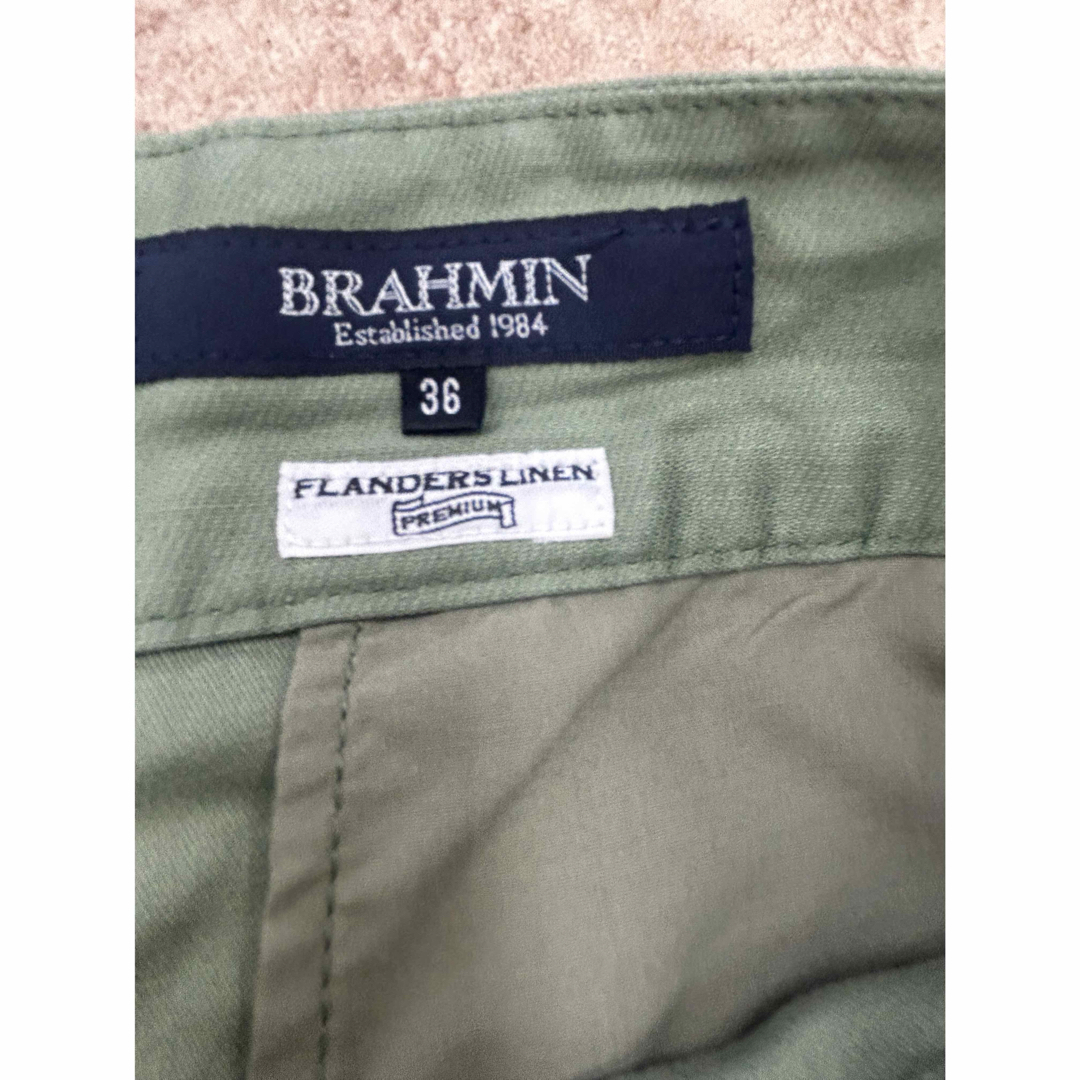 BRAHMIN
Established 1984
36
FLANDERS LINEN
PREMIUM